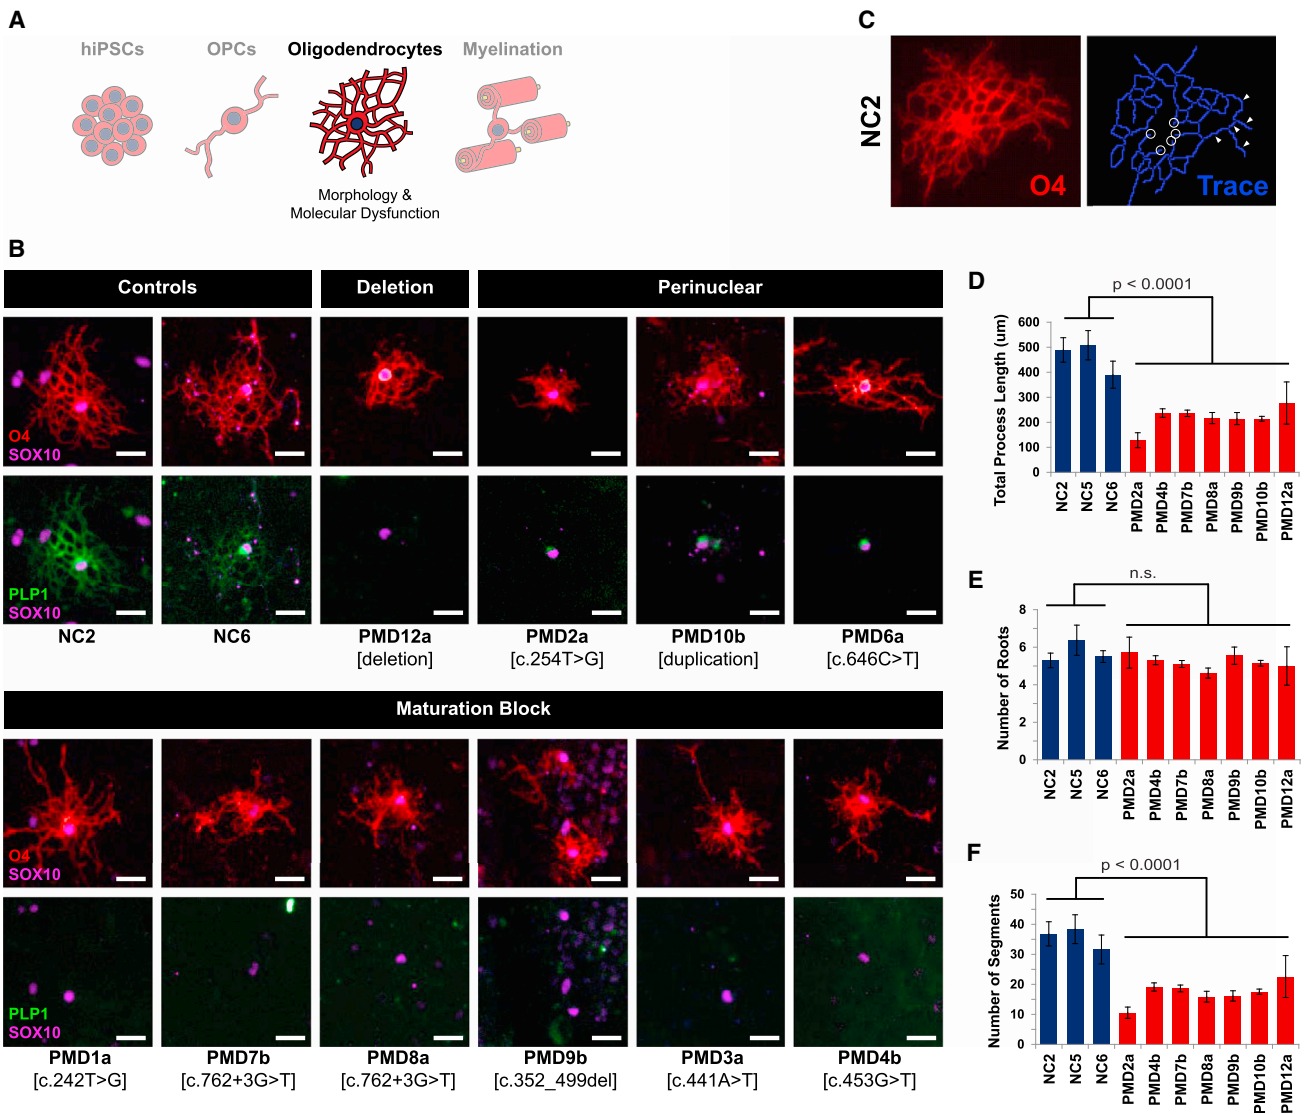 A
hiPSCs
OPCs
Oligodendrocytes
Myelination
Morphology &
Molecular Dysfunction
C
NC2
O4
Trace
B
Controls
Deletion
Perinuclear
O4
SOX10
PLP1
SOX10
NC2
NC6
PMD12a
[deletion]
PMD2a
[c.254T>G]
PMD10b
[duplication]
PMD6a
[c.646C>T]
Maturation Block
O4
SOX10
PLP1
SOX10
PMD1a
[c.242T>G]
PMD7b
[c.762+3G>T]
PMD8a
[c.762+3G>T]
PMD9b
[c.352_499del]
PMD3a
[c.441A>T]
PMD4b
[c.453G>T]
D
p < 0.0001
Total Process Length (um)
600
500
400
300
200
100
0
NC2
NC5
NC6
PMD2a
PMD4b
PMD7b
PMD8a
PMD9b
PMD10b
PMD12a
E
n.s.
Number of Roots
8
6
4
2
0
NC2
NC5
NC6
PMD2a
PMD4b
PMD7b
PMD8a
PMD9b
PMD10b
PMD12a
F
p < 0.0001
Number of Segments
50
40
30
20
10
0
NC2
NC5
NC6
PMD2a
PMD4b
PMD7b
PMD8a
PMD9b
PMD10b
PMD12a